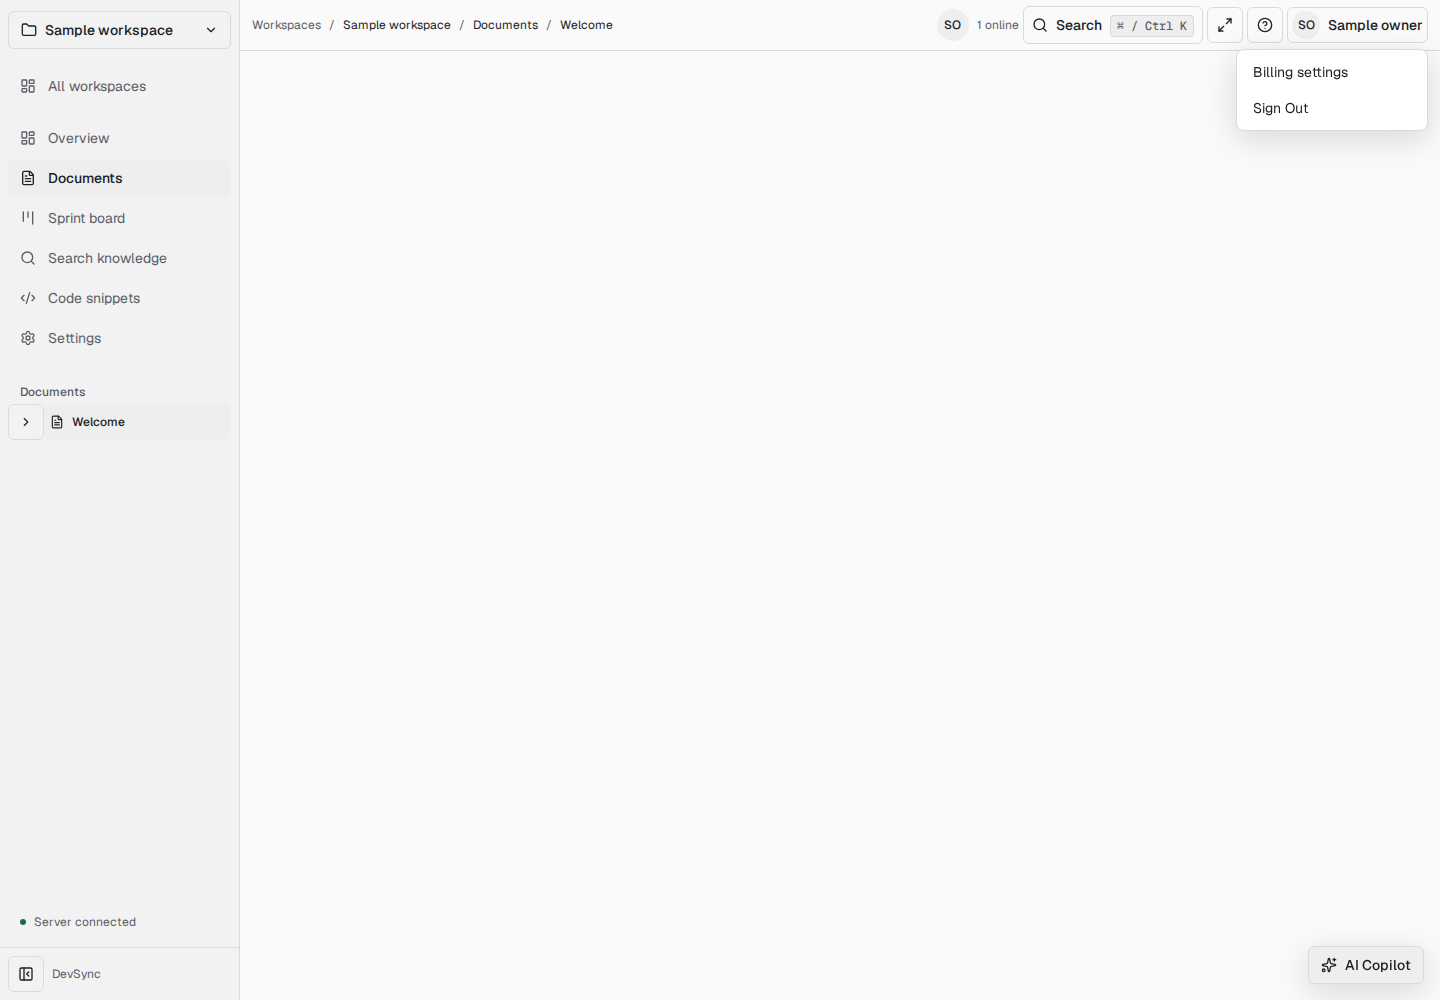 Sample workspace
Workspaces / Sample workspace / Documents / Welcome
SO 1 online Search ⌘ / Ctrl K SO Sample owner
Billing settings
Sign Out
All workspaces
Overview
Documents
Sprint board
Search knowledge
Code snippets
Settings
Documents
Welcome
Server connected
DevSync
AI Copilot